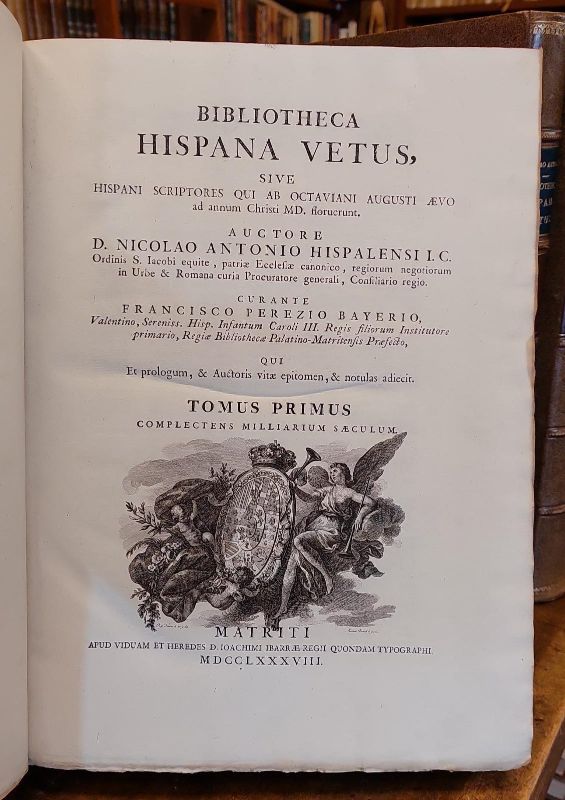 BIBLIOTHECA
HISPANA VETUS,
SIVE
HISPANI SCRIPTORES QUI AB OCTAVIANI AUGUSTI ÆVO
ad annum Christi MD. floruerunt.
AUCTORE
D. NICOLAO ANTONIO HISPALENSI I.C.
Ordinis S. Iacobi equite, patriæ Ecclesiæ canonico, regiorum negotiorum
in Urbe & Romana curia Procuratore generali, Consiliario regio.
CURANTE
FRANCISCO PEREZIO BAYERIO,
Valentino, Sereniss. Hisp. Infantum Caroli III. Regis filiorum Institutore
primario, Regiæ Bibliothecæ Palatino-Matritensis Præfecto,
QUI
Et prologum, & Auctoris vitæ epitomen, & notulas adiecit.
TOMUS PRIMUS
COMPLECTENS MILLIARIUM SÆCULUM.
MATRITI
APUD VIDUAM ET HEREDES D. IOACHIMI IBARRÆ REGII QUONDAM TYPOGRAPHI.
MDCCLXXXVIII.